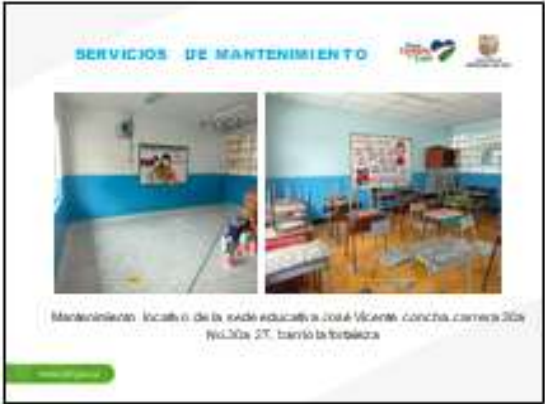 SERVICIOS DE MANTENIMIENTO
Mantenimiento locativo de la sede educativa José Vicente concha carrera 30a
No.30a 27, barrio la fortaleza